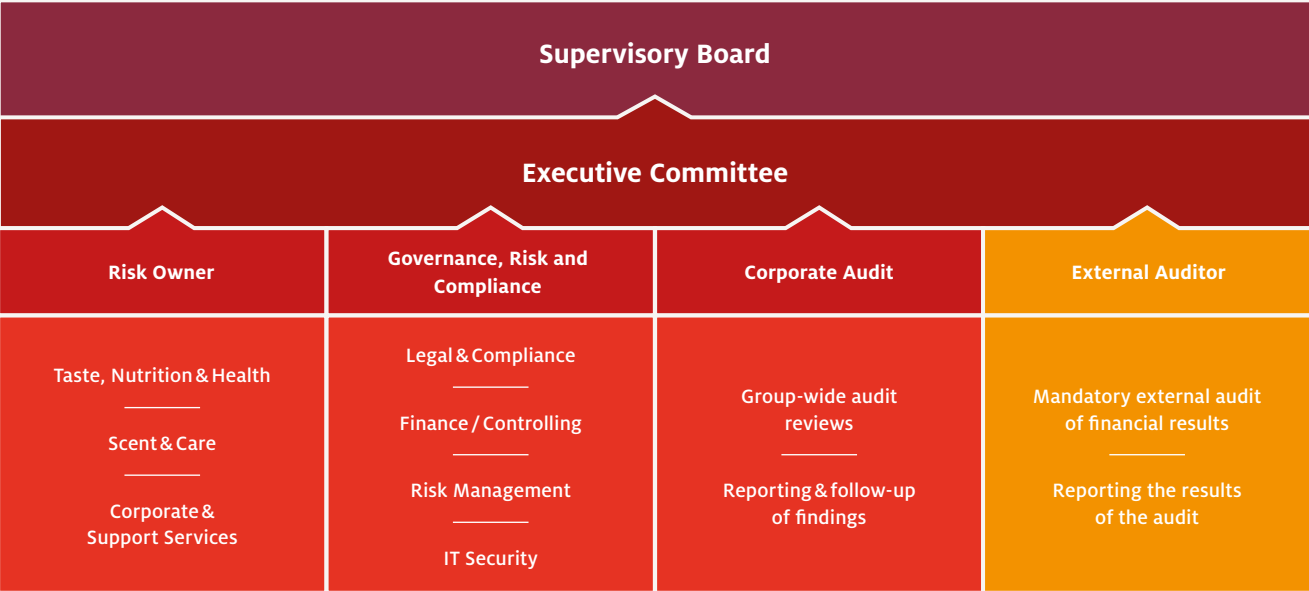 Supervisory Board
Executive Committee
Risk Owner
Governance, Risk and
Compliance
Corporate Audit
External Auditor
Taste, Nutrition & Health
Scent & Care
Corporate &
Support Services
Legal & Compliance
Finance / Controlling
Risk Management
IT Security
Group-wide audit
reviews
Reporting & follow-up
of findings
Mandatory external audit
of financial results
Reporting the results
of the audit